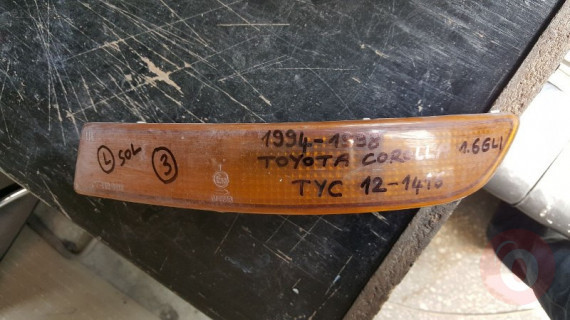 L SOL 3
1994-1998
TOYOTA COROLLA 1.6GLI
TYC 12-1410